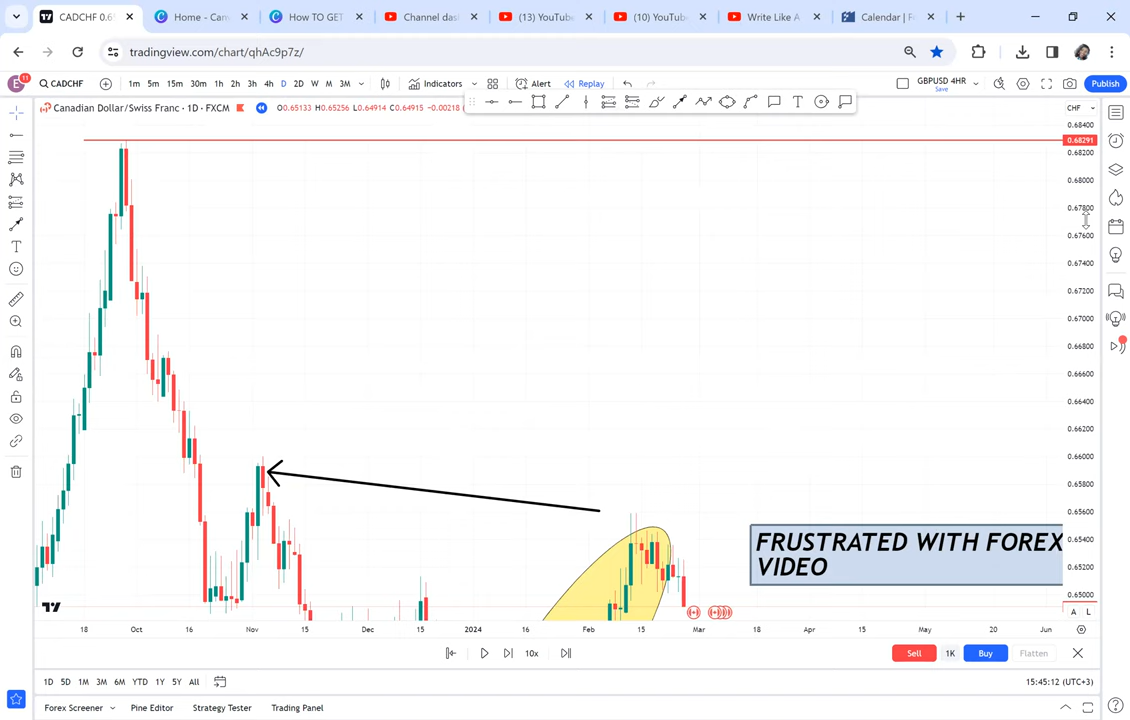 CADCHF 0.6
Home - Can
How TO GET
Channel das
(13) YouTub
(10) YouTub
Write Like A
Calendar | F
tradingview.com/chart/qhAc9p7z/
11
CADCHF
1m 5m 15m 30m 1h 2h 3h 4h D 2D W M 3M
Indicators
Alert
Replay
GBPUSD 4HR
Save
Publish
Canadian Dollar/Swiss Franc · 1D · FXCM
O0.65133 H0.65256 L0.64914 C0.64915 −0.00218
CHF
0.68400
0.68291
0.68200
0.68000
0.67800
0.67600
0.67400
0.67200
0.67000
0.66800
0.66600
0.66400
0.66200
0.66000
0.65800
0.65600
0.65400
0.65200
0.65000
FRUSTRATED WITH FOREX
VIDEO
A L
18 Oct 16 Nov 15 Dec 15 2024 16 Feb 15 Mar 18 Apr 15 May 20 Jun
10x
Sell 1K Buy Flatten
1D 5D 1M 3M 6M YTD 1Y 5Y All
15:45:12 (UTC+3)
Forex Screener Pine Editor Strategy Tester Trading Panel